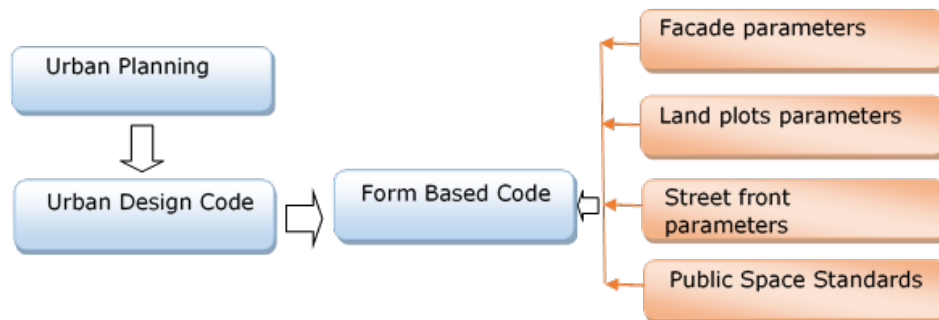 Urban Planning
Urban Design Code
Form Based Code
Facade parameters
Land plots parameters
Street front
parameters
Public Space Standards